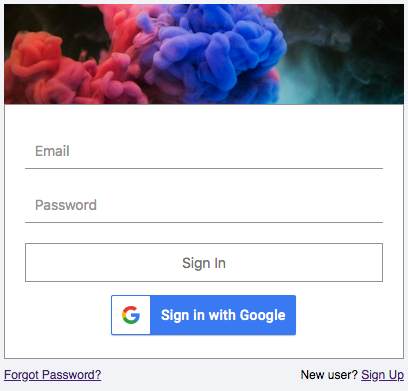 Email
Password
Sign In
Sign in with Google
Forgot Password? New user? Sign Up